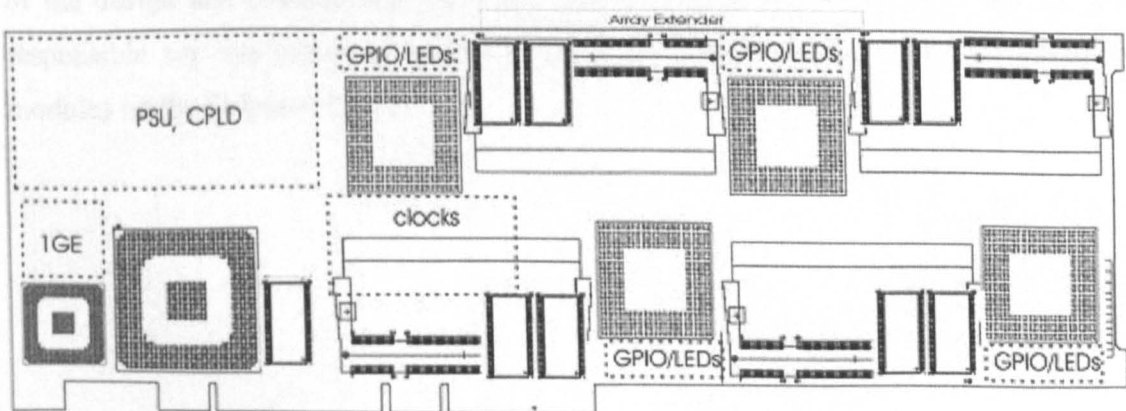 Array Extender
GPIO/LEDs
GPIO/LEDs
PSU, CPLD
clocks
1GE
GPIO/LEDs
GPIO/LEDs